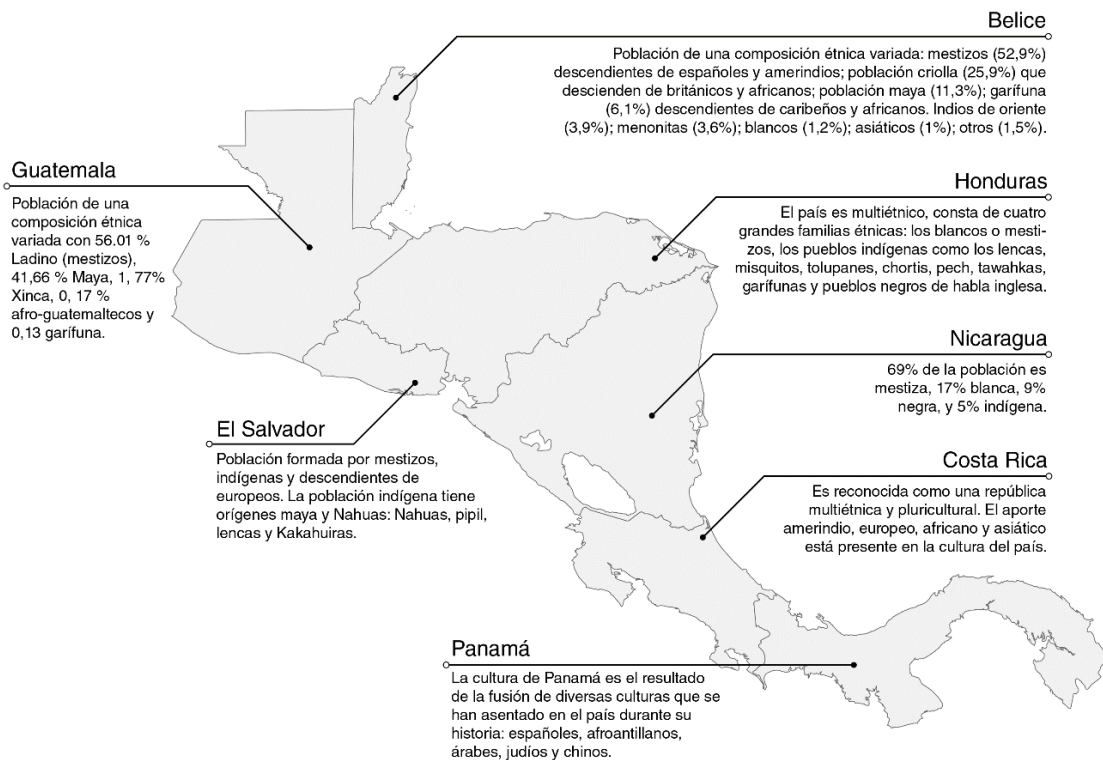 Belice
Población de una composición étnica variada: mestizos (52,9%)
descendientes de españoles y amerindios; población criolla (25,9%) que
descienden de británicos y africanos; población maya (11,3%); garífuna
(6,1%) descendientes de caribeños y africanos. Indios de oriente
(3,9%); menonitas (3,6%); blancos (1,2%); asiáticos (1%); otros (1,5%).
Guatemala
Población de una
composición étnica
variada con 56.01 %
Ladino (mestizos),
41,66 % Maya, 1, 77%
Xinca, 0, 17 %
afro-guatemaltecos y
0,13 garífuna.
Honduras
El país es multiétnico, consta de cuatro
grandes familias étnicas: los blancos o mesti-
zos, los pueblos indígenas como los lencas,
misquitos, tolupanes, chortis, pech, tawahkas,
garífunas y pueblos negros de habla inglesa.
Nicaragua
69% de la población es
mestiza, 17% blanca, 9%
negra, y 5% indígena.
El Salvador
Población formada por mestizos,
indígenas y descendientes de
europeos. La población indígena tiene
orígenes maya y Nahuas: Nahuas, pipil,
lencas y Kakahuiras.
Costa Rica
Es reconocida como una república
multiétnica y pluricultural. El aporte
amerindio, europeo, africano y asiático
está presente en la cultura del país.
Panamá
La cultura de Panamá es el resultado
de la fusión de diversas culturas que se
han asentado en el país durante su
historia: españoles, afroantillanos,
árabes, judíos y chinos.